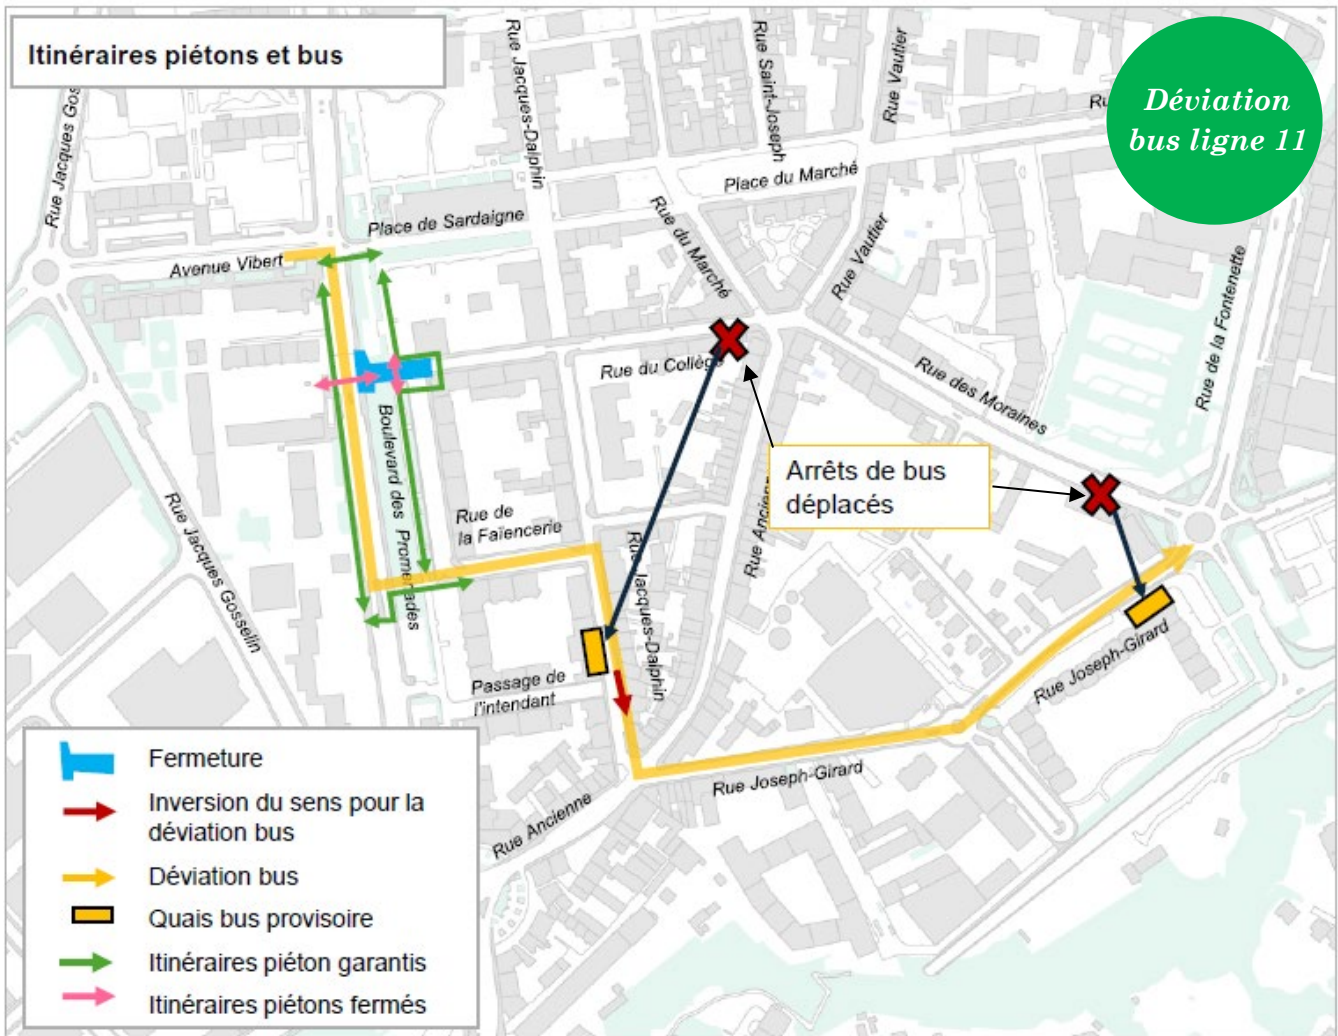 Itinéraires piétons et bus
Déviation
bus ligne 11
Rue Jacques Gos
Rue Jacques-Dalphin
Rue Saint-Joseph
Rue Vautier
Ru
Place du Marché
Place de Sardaigne
Rue du Marché
Rue Vautier
Avenue Vibert
Rue de la Fontenette
Rue du Collège
Rue des Moraines
Arrêts de bus
déplacés
Boulevard des Promenades
Rue Jacques Gosselin
Rue de
la Faïencerie
Rue Ancienne
Rue Jacques-Dalphin
Passage de
l'intendant
Rue Joseph-Girard
Rue Joseph-Girard
Rue Ancienne
Fermeture
Inversion du sens pour la
déviation bus
Déviation bus
Quais bus provisoire
Itinéraires piéton garantis
Itinéraires piétons fermés